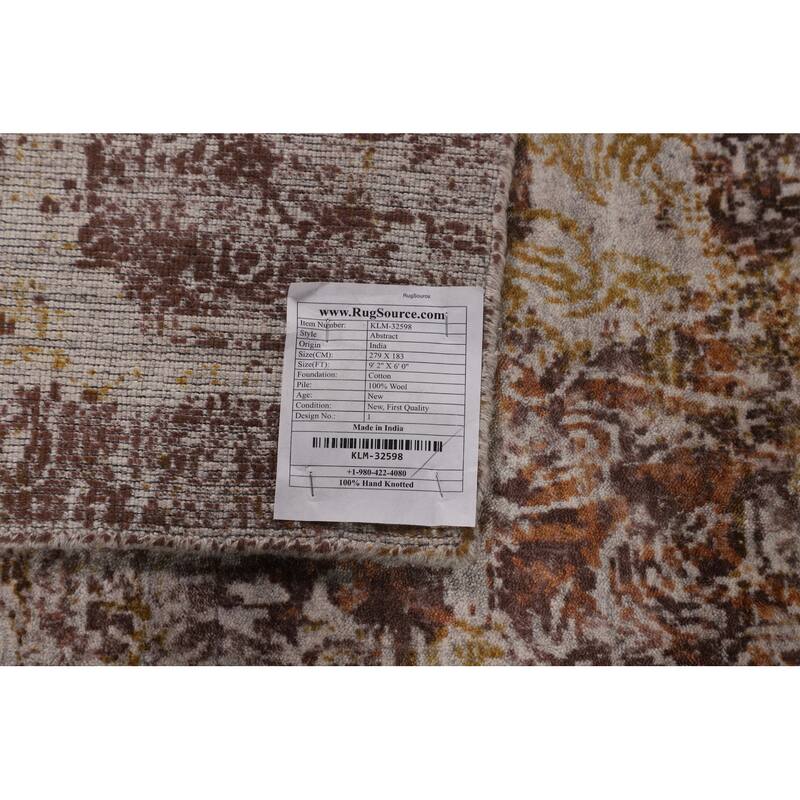 RugSource
www.RugSource.com
Item Number: KLM-32598
Style Abstract
Origin India
Size(CM): 279 X 183
Size(FT): 9' 2" X 6' 0"
Foundation: Cotton
Pile: 100% Wool
Age: New
Condition: New, First Quality
Design No.: 1
Made in India
KLM-32598
+1-980-422-4080
100% Hand Knotted